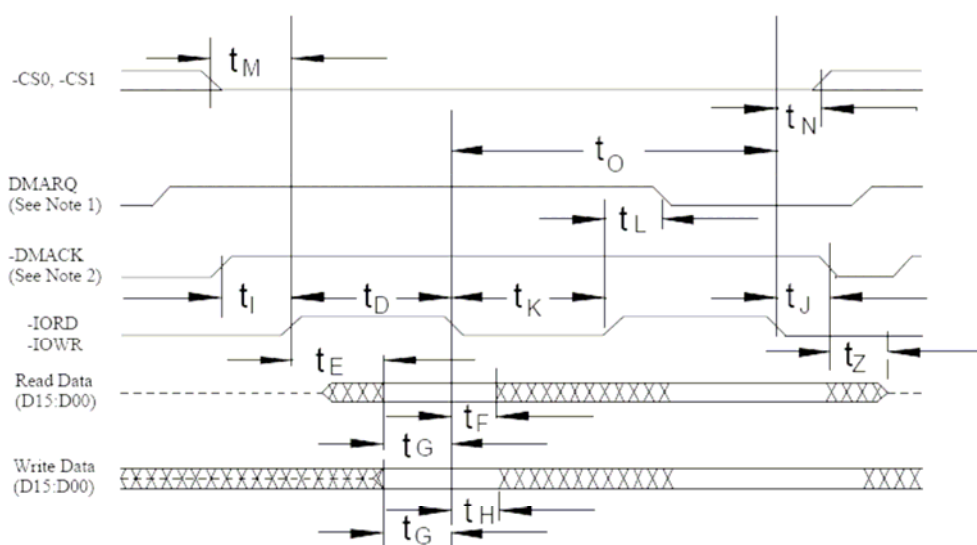 tM
-CS0, -CS1
tN
tO
DMARQ
(See Note 1)
tL
-DMACK
(See Note 2)
tI
tD
tK
tJ
-IORD
-IOWR
tE
tZ
Read Data
(D15:D00)
tF
tG
Write Data
(D15:D00)
tH
tG